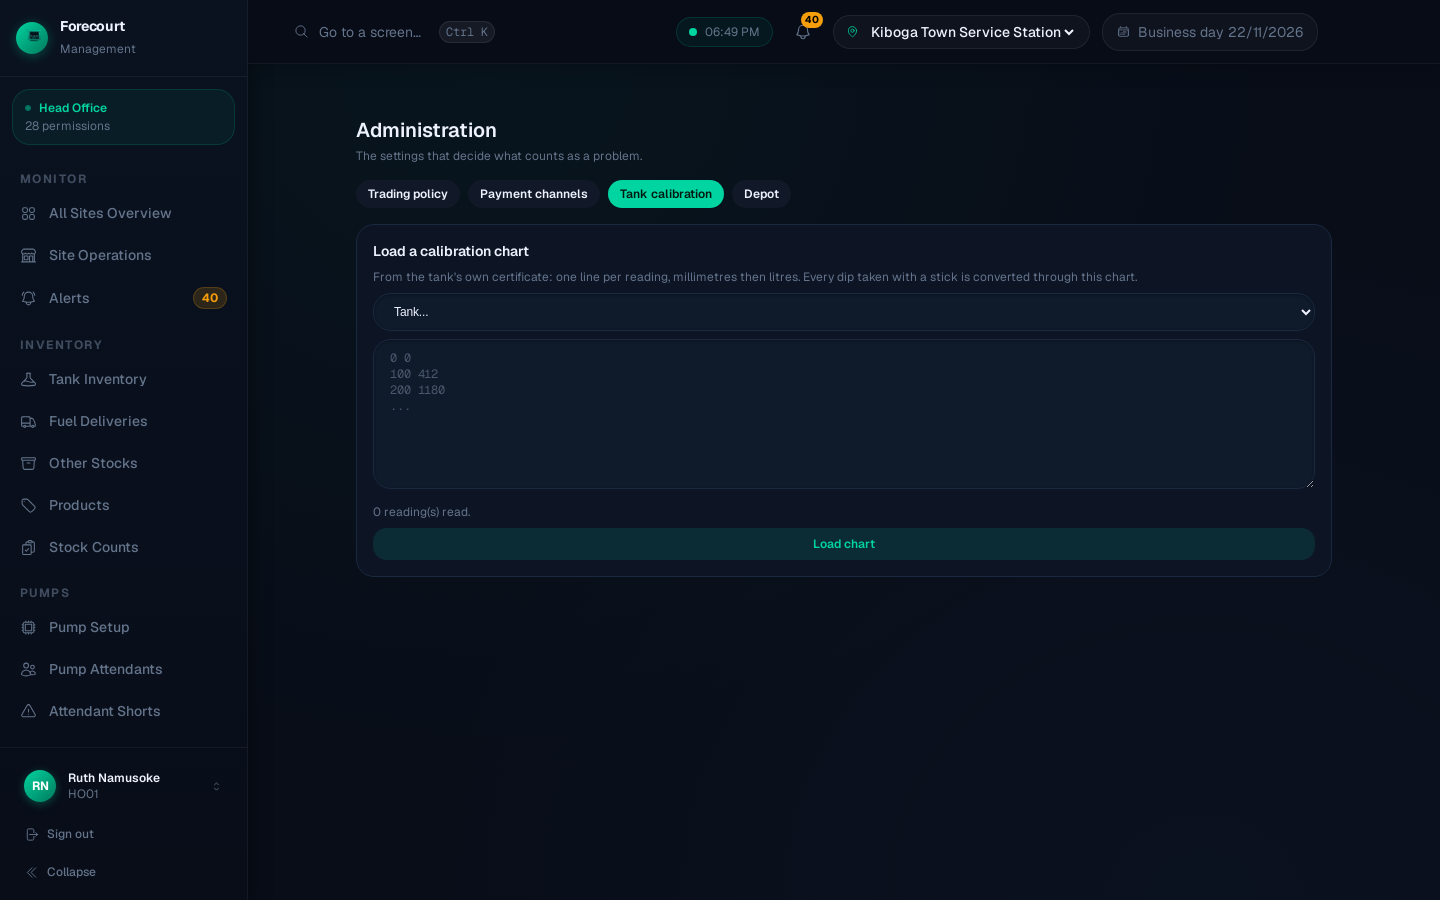 Forecourt
Management
Go to a screen... Ctrl K
06:49 PM
40
Kiboga Town Service Station
Business day 22/11/2026
Head Office
28 permissions
MONITOR
All Sites Overview
Site Operations
Alerts 40
INVENTORY
Tank Inventory
Fuel Deliveries
Other Stocks
Products
Stock Counts
PUMPS
Pump Setup
Pump Attendants
Attendant Shorts
RN
Ruth Namusoke
HO01
Sign out
Collapse
Administration
The settings that decide what counts as a problem.
Trading policy Payment channels Tank calibration Depot
Load a calibration chart
From the tank's own certificate: one line per reading, millimetres then litres. Every dip taken with a stick is converted through this chart.
Tank...
0 0
100 412
200 1180
...
0 reading(s) read.
Load chart